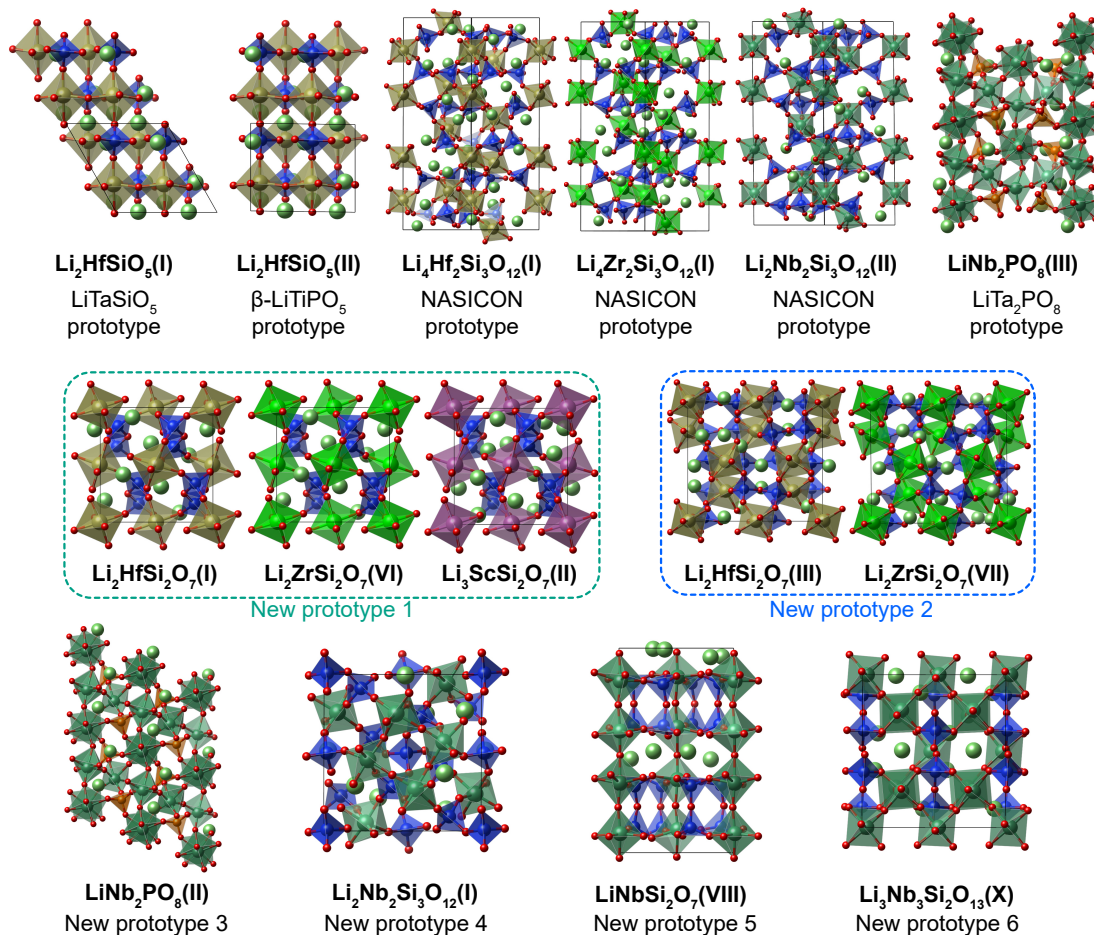 Li₂HfSiO₅(I)
LiTaSiO₅
prototype
Li₂HfSiO₅(II)
β-LiTiPO₅
prototype
Li₄Hf₂Si₃O₁₂(I)
NASICON
prototype
Li₄Zr₂Si₃O₁₂(I)
NASICON
prototype
Li₂Nb₂Si₃O₁₂(II)
NASICON
prototype
LiNb₂PO₈(III)
LiTa₂PO₈
prototype
Li₂HfSi₂O₇(I)
Li₂ZrSi₂O₇(VI)
Li₃ScSi₂O₇(II)
New prototype 1
Li₂HfSi₂O₇(III)
Li₂ZrSi₂O₇(VII)
New prototype 2
LiNb₂PO₈(II)
New prototype 3
Li₂Nb₂Si₃O₁₂(I)
New prototype 4
LiNbSi₂O₇(VIII)
New prototype 5
Li₃Nb₃Si₂O₁₃(X)
New prototype 6